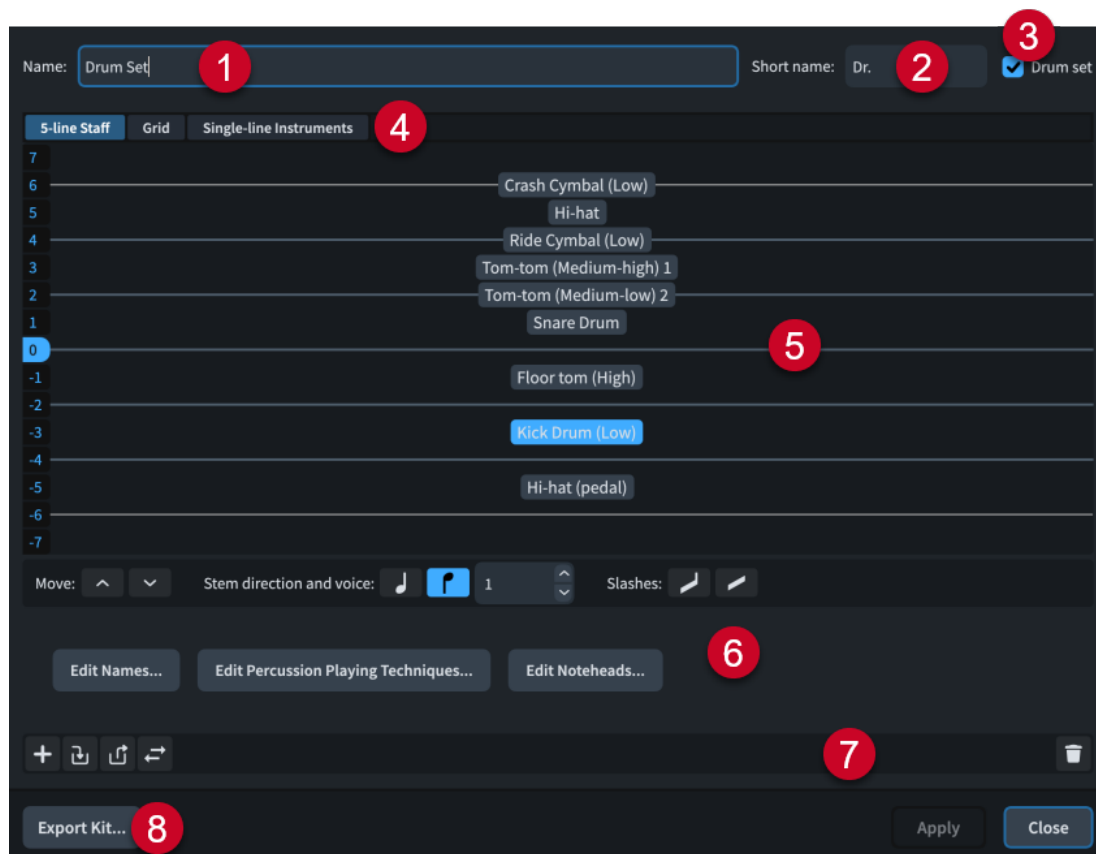 3
Name: Drum Set 1 Short name: Dr. 2 Drum set
5-line Staff Grid Single-line Instruments 4
7
6 Crash Cymbal (Low)
5 Hi-hat
4 Ride Cymbal (Low)
3 Tom-tom (Medium-high) 1
2 Tom-tom (Medium-low) 2
1 Snare Drum
0 5
-1 Floor tom (High)
-2
-3 Kick Drum (Low)
-4
-5 Hi-hat (pedal)
-6
-7
Move: Stem direction and voice: 1 Slashes:
Edit Names... Edit Percussion Playing Techniques... Edit Noteheads... 6
7
Export Kit... 8 Apply Close